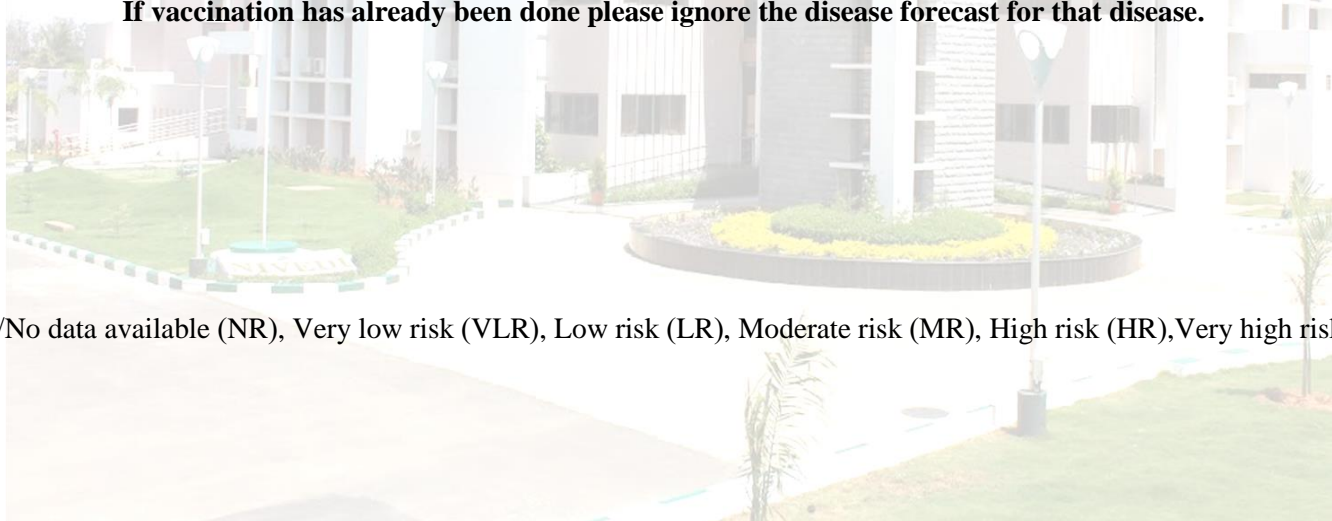 If vaccination has already been done please ignore the disease forecast for that disease.
NIVEDI
/No data available (NR), Very low risk (VLR), Low risk (LR), Moderate risk (MR), High risk (HR),Very high risk